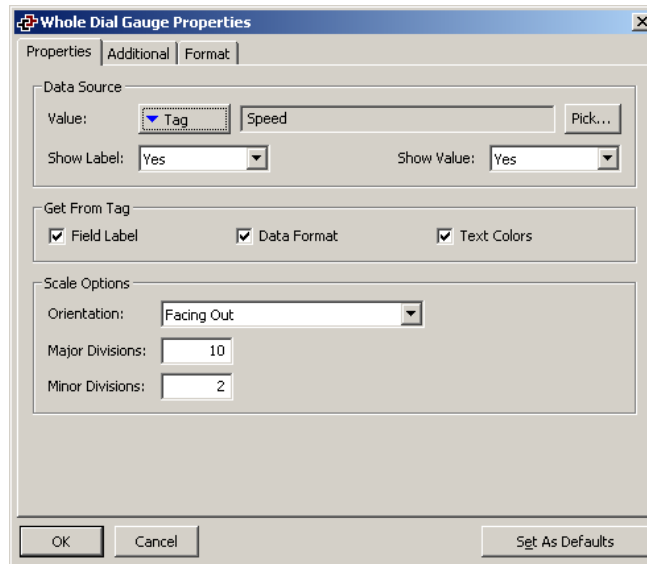 Whole Dial Gauge Properties
Properties Additional Format
Data Source
Value: Tag Speed Pick...
Show Label: Yes Show Value: Yes
Get From Tag
Field Label Data Format Text Colors
Scale Options
Orientation: Facing Out
Major Divisions: 10
Minor Divisions: 2
OK Cancel Set As Defaults